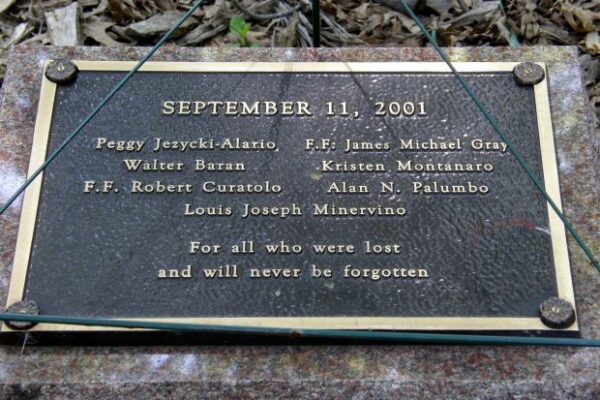 SEPTEMBER 11, 2001
Peggy Jezycki-Alario F.F. James Michael Gray
Walter Baran Kristen Montanaro
F.F. Robert Curatolo Alan N. Palumbo
Louis Joseph Minervino
For all who were lost
and will never be forgotten